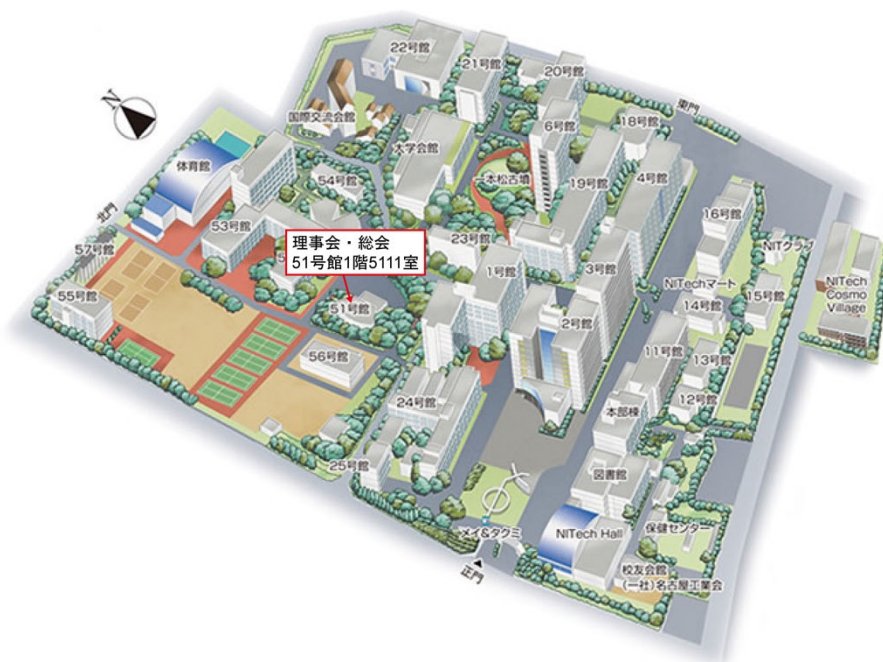 22号館
21号館
20号館
東門
N
国際交流会館
6号館
18号館
大学会館
体育館
一本松古墳
54号館
19号館
4号館
北門
16号館
53号館
23号館
理事会・総会
51号館1階5111室
57号館
NITクラブ
1号館
3号館
NITechマート
NITech
Cosmo
Village
55号館
15号館
51号館
14号館
2号館
56号館
11号館
13号館
24号館
12号館
本部棟
25号館
図書館
メイ&タクミ
NITech Hall
保健センター
正門
校友会館
(一社)名古屋工業会